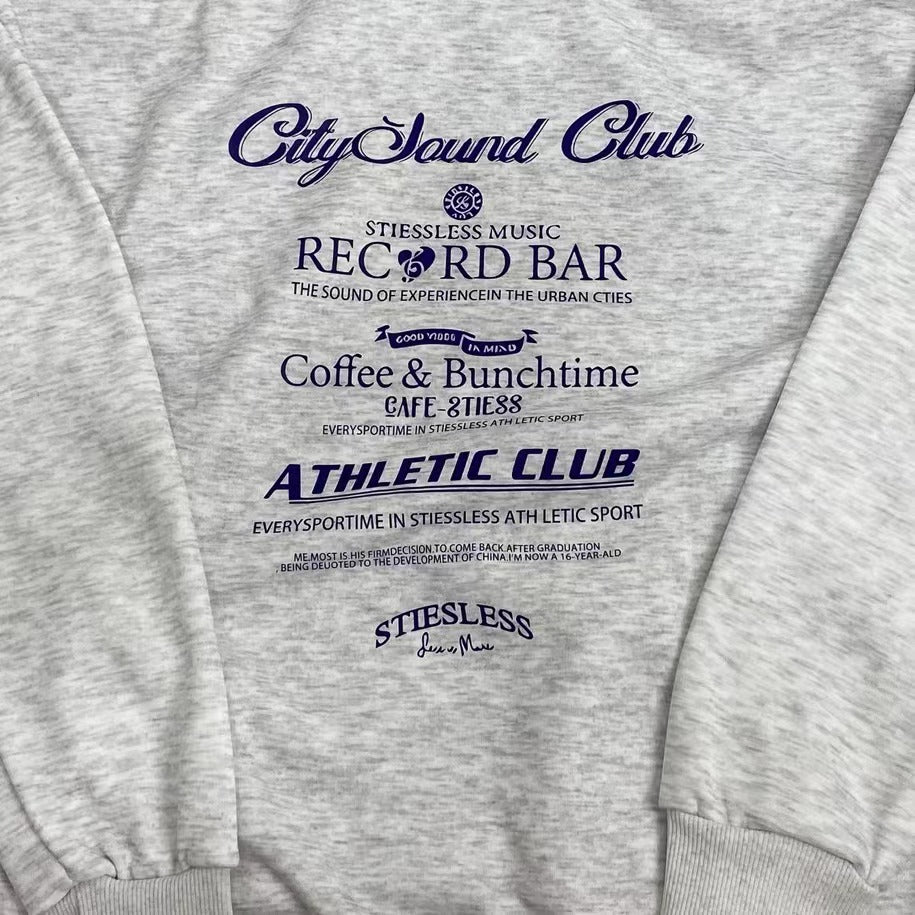 City Sound Club
STIESSLESS MUSIC
REC RD BAR
THE SOUND OF EXPERIENCEIN THE URBAN CTIES
GOOD VIBES IN MIND
Coffee & Bunchtime
CAFE-STIESS
EVERYSPORTIME IN STIESSLESS ATH LETIC SPORT
ATHLETIC CLUB
EVERYSPORTIME IN STIESSLESS ATH LETIC SPORT
ME.MOST IS HIS FIRMDECISION.TO.COME BACK.AFTER GRADUATION
, BEING DEUOTED TO THE DEVELOPMENT OF CHINA.I'M NOW A 16-YEAR-ALD
STIESLESS